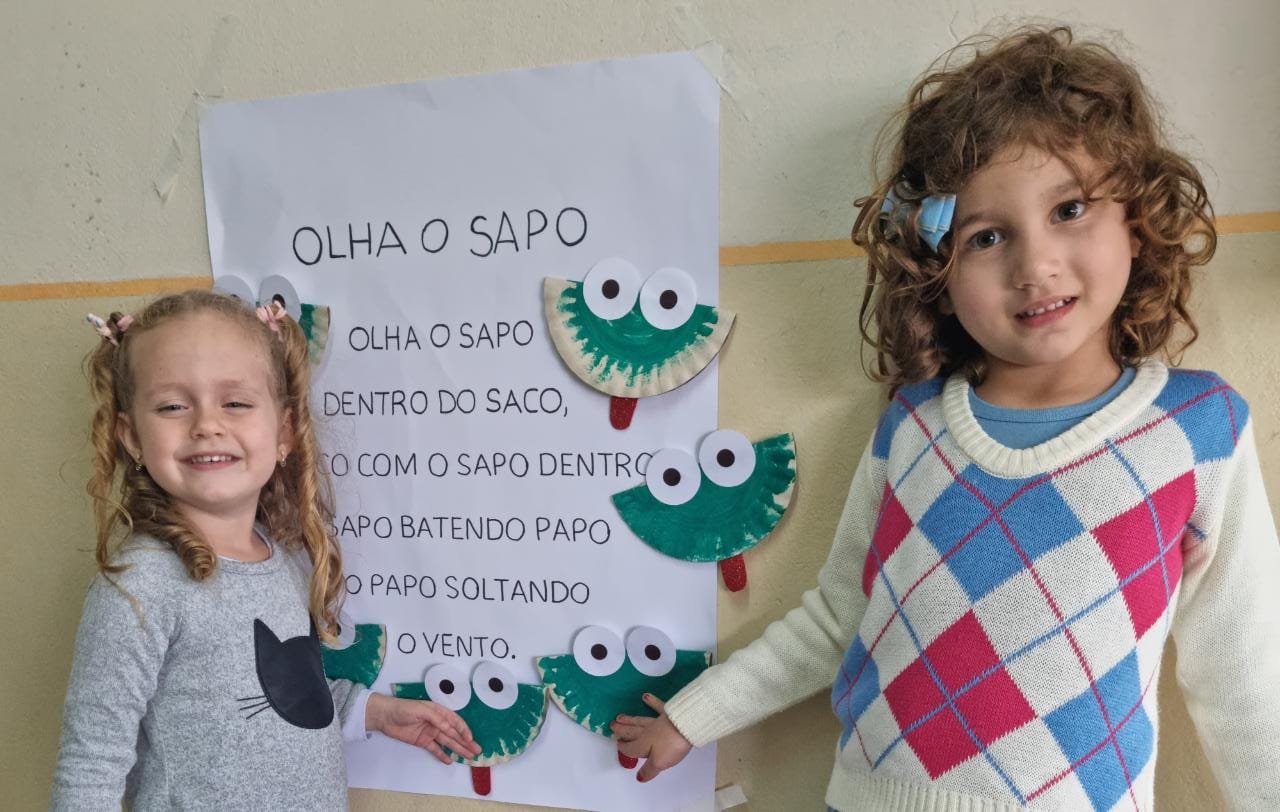 OLHA O SAPO
OLHA O SAPO
DENTRO DO SACO,
COM O SAPO DENTRO
SAPO BATENDO PAPO
O PAPO SOLTANDO
O VENTO.